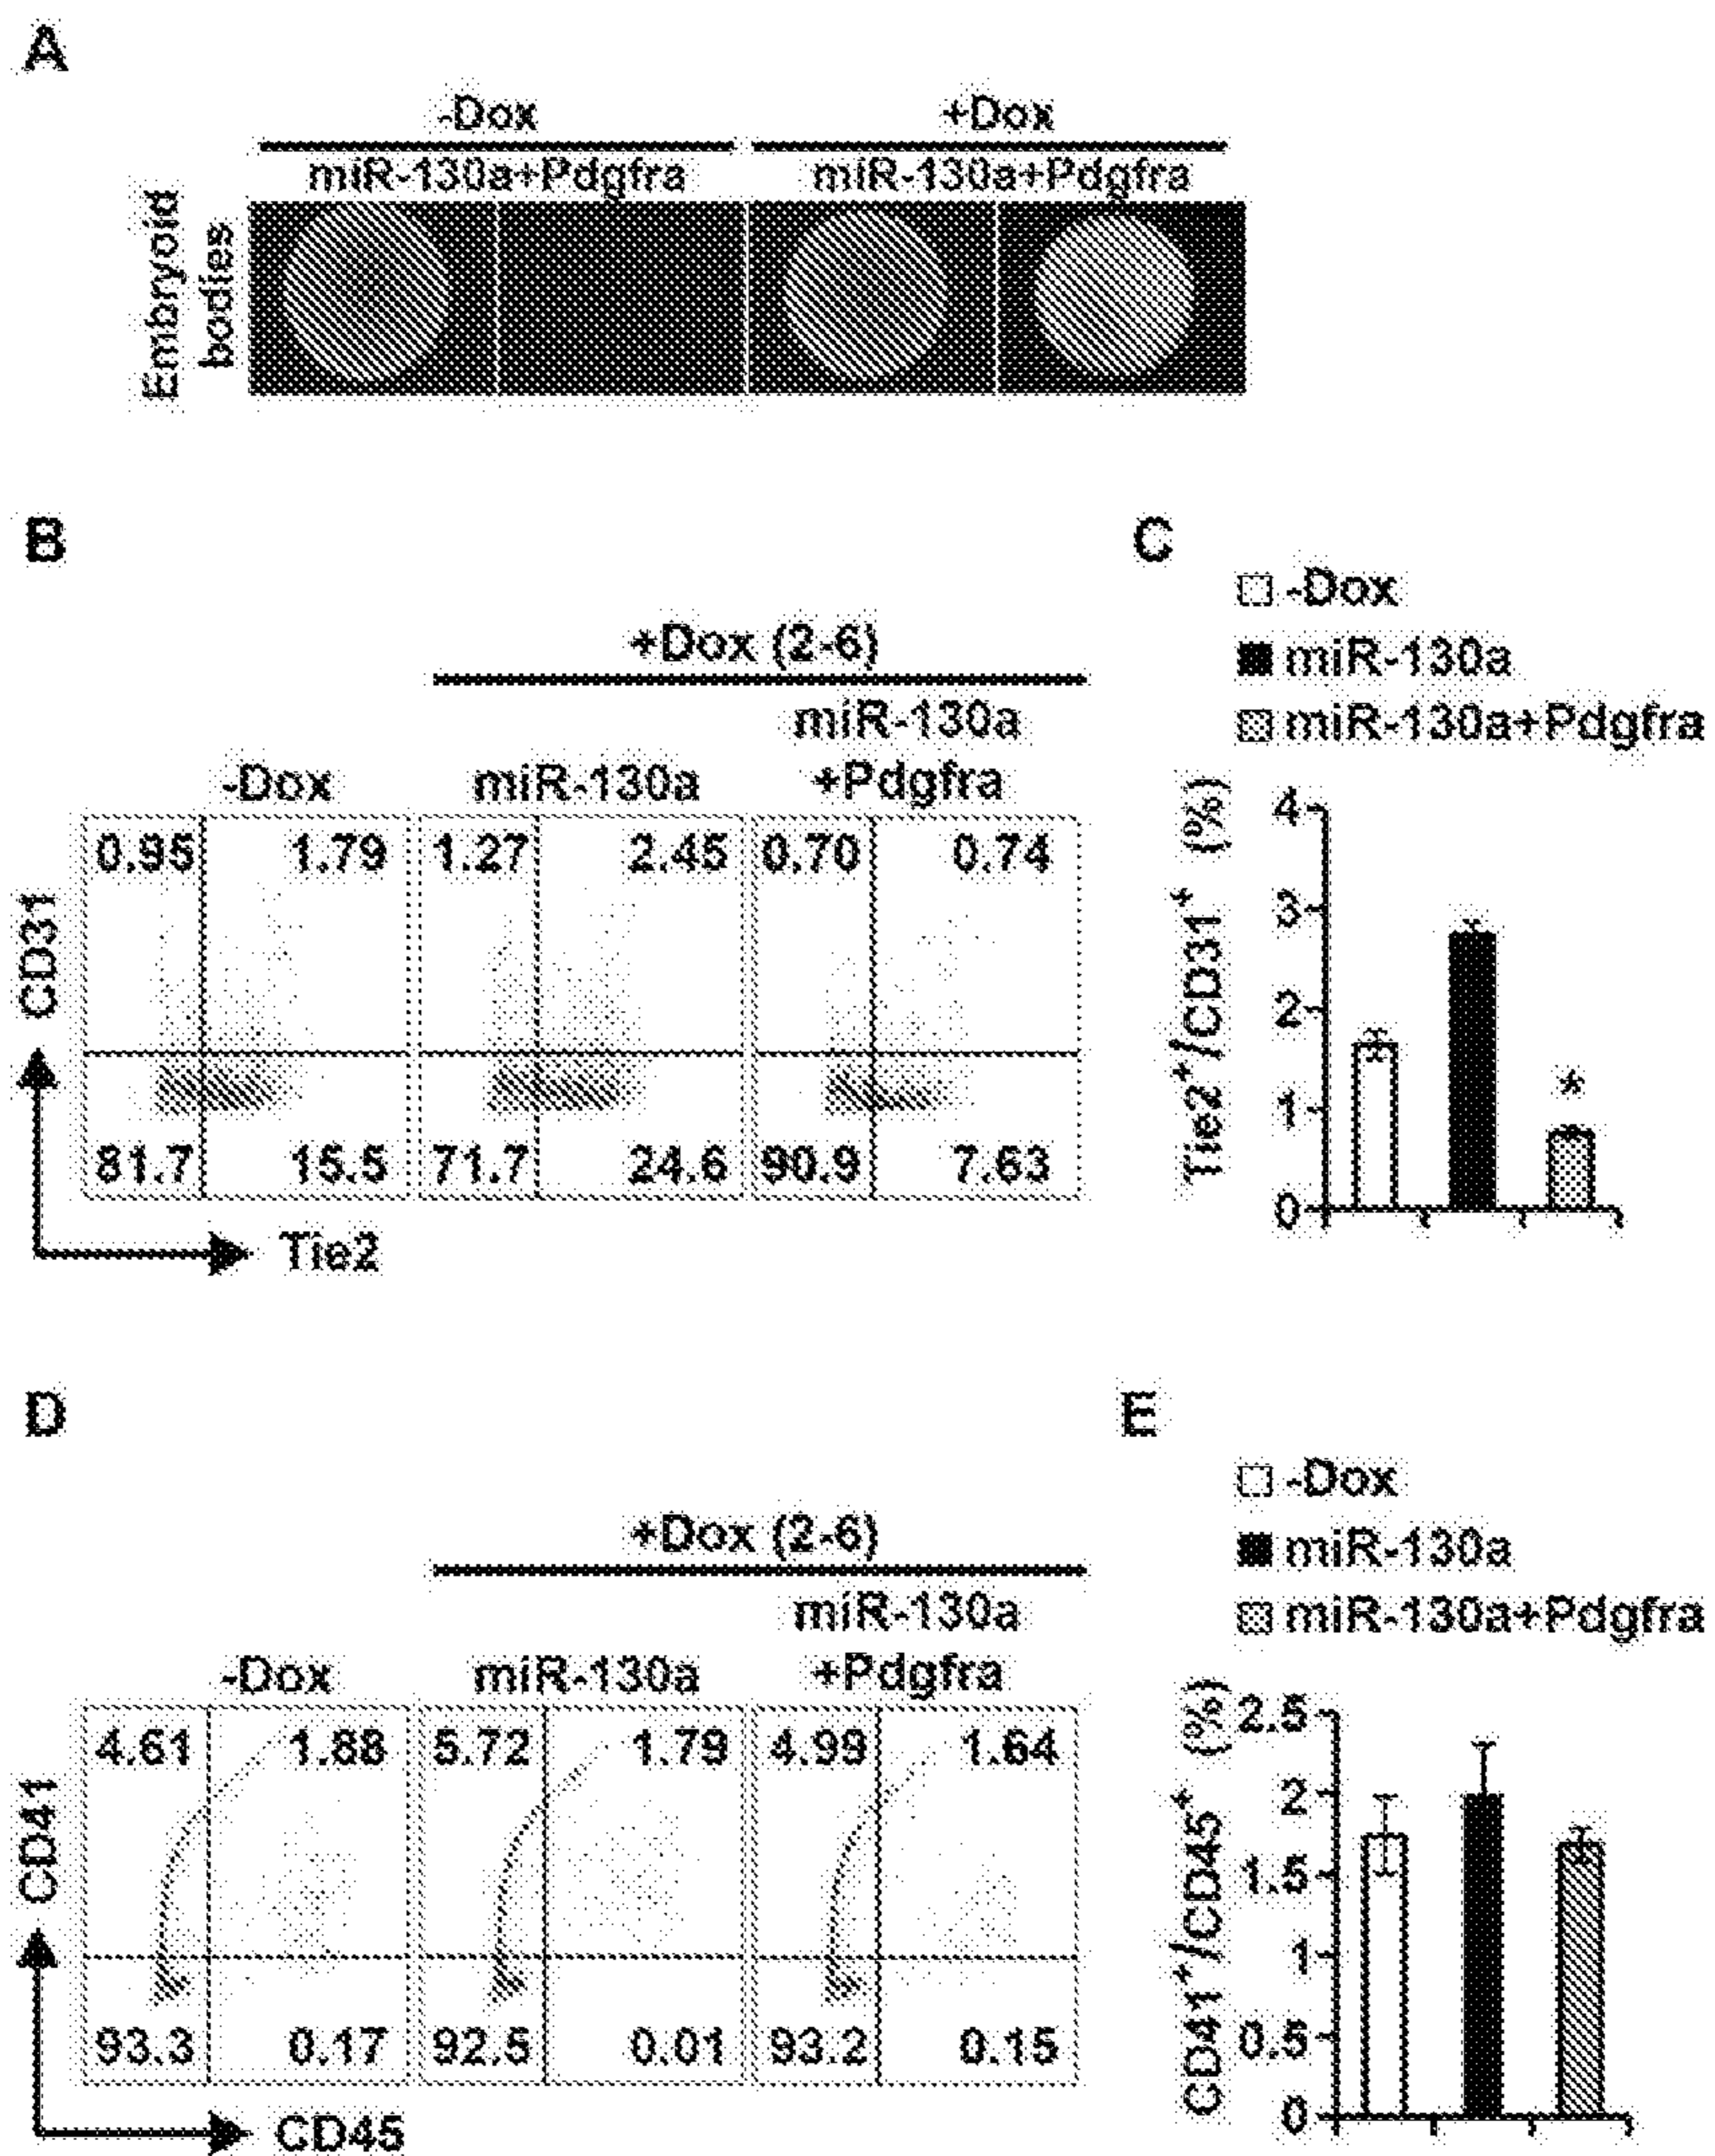 A
-Dox +Dox
miR-130a+Pdgfra miR-130a+Pdgfra
Embryoid
bodies
B
+Dox (2-6)
miR-130a
-Dox miR-130a +Pdgfra
0.95 1.79 1.27 2.45 0.70 0.74
81.7 15.5 71.7 24.6 90.9 7.63
CD31
Tie2
C
-Dox
miR-130a
miR-130a+Pdgfra
Tie2+/CD31+ (%)
4
3
2
1
0
*
D
+Dox (2-6)
miR-130a
-Dox miR-130a +Pdgfra
4.61 1.88 5.72 1.79 4.99 1.64
93.3 0.17 92.5 0.01 93.2 0.15
CD41
CD45
E
-Dox
miR-130a
miR-130a+Pdgfra
CD41+/CD45+ (%)
2.5
2
1.5
1
0.5
0